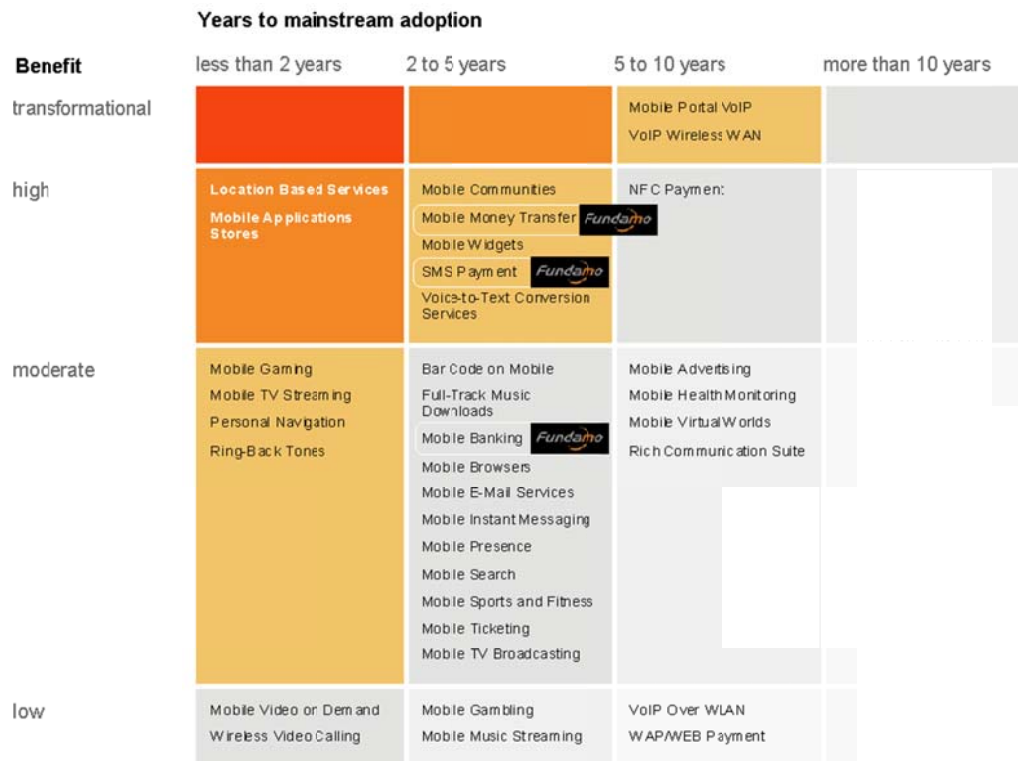 Years to mainstream adoption
Benefit
less than 2 years
2 to 5 years
5 to 10 years
more than 10 years
transformational
Mobile Portal VoIP
VoIP Wireless WAN
high
Location Based Services
Mobile Applications
Stores
Mobile Communities
Mobile Money Transfer
Fundamo
Mobile Widgets
SMS Payment
Fundamo
Voice-to-Text Conversion
Services
NFC Payment
moderate
Mobile Gaming
Mobile TV Streaming
Personal Navigation
Ring-Back Tones
Bar Code on Mobile
Full-Track Music
Downloads
Mobile Banking
Fundamo
Mobile Browsers
Mobile E-Mail Services
Mobile Instant Messaging
Mobile Presence
Mobile Search
Mobile Sports and Fitness
Mobile Ticketing
Mobile TV Broadcasting
Mobile Advertising
Mobile Health Monitoring
Mobile Virtual Worlds
Rich Communication Suite
low
Mobile Video on Demand
Wireless Video Calling
Mobile Gambling
Mobile Music Streaming
VoIP Over WLAN
WAP/WEB Payment